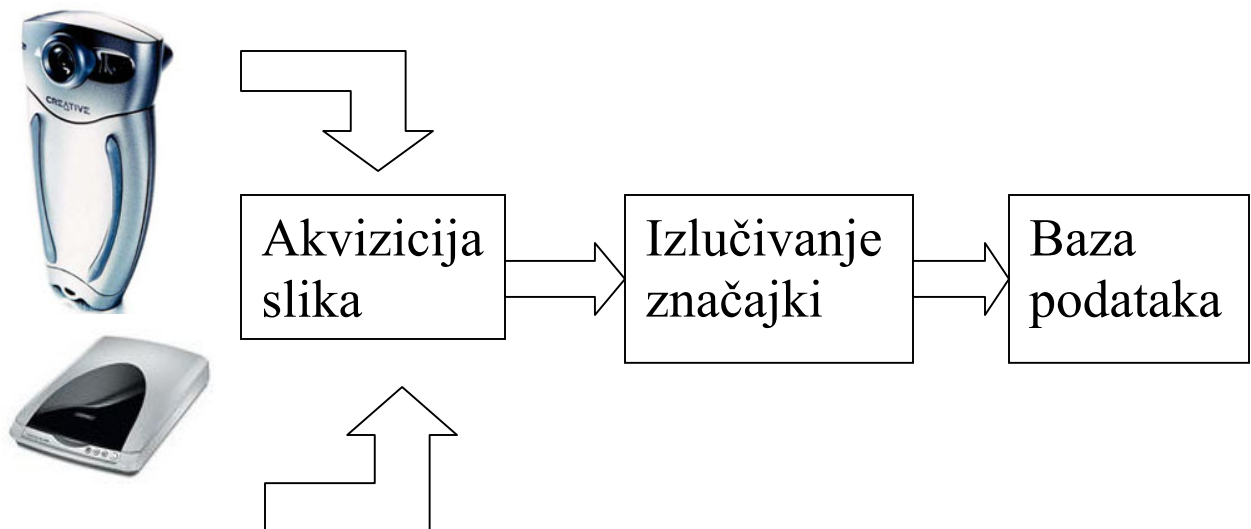 CREATIVE
Akvizicija
slika
Izlučivanje
značajki
Baza
podataka